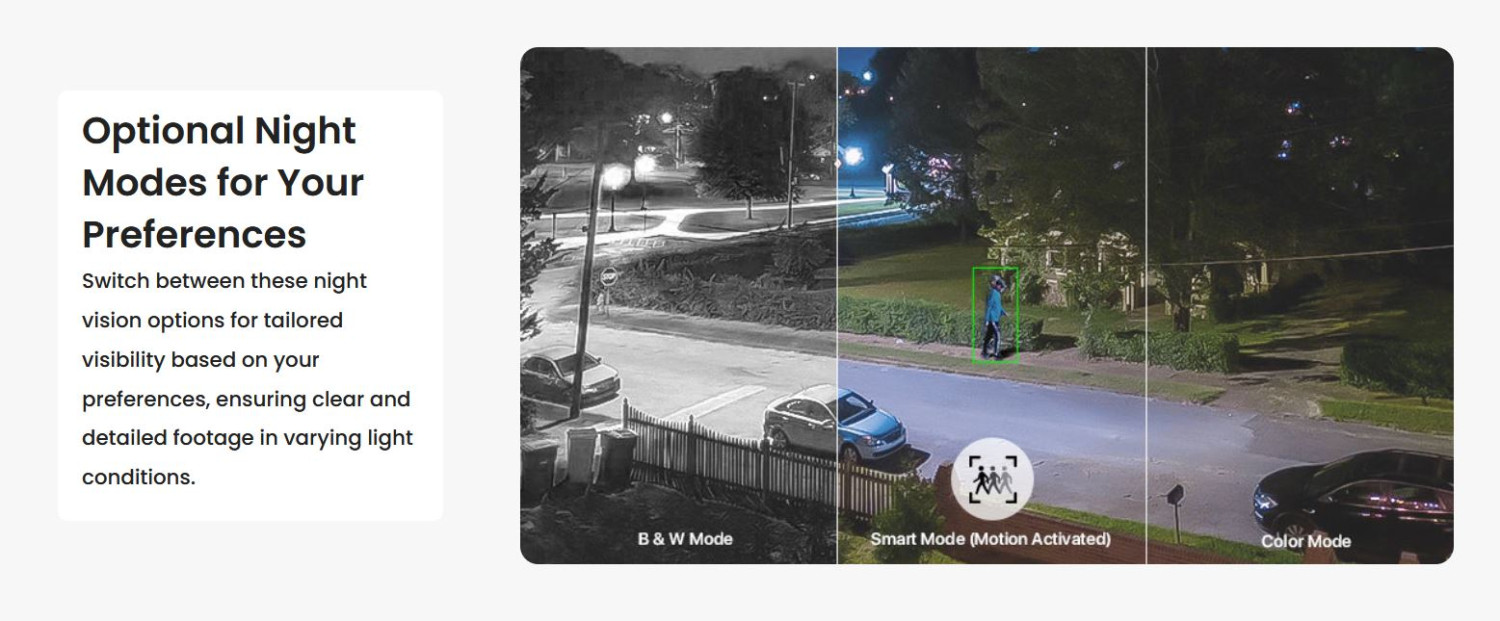 Optional Night
Modes for Your
Preferences
Switch between these night
vision options for tailored
visibility based on your
preferences, ensuring clear and
detailed footage in varying light
conditions.
STOP
B & W Mode
Smart Mode (Motion Activated)
Color Mode